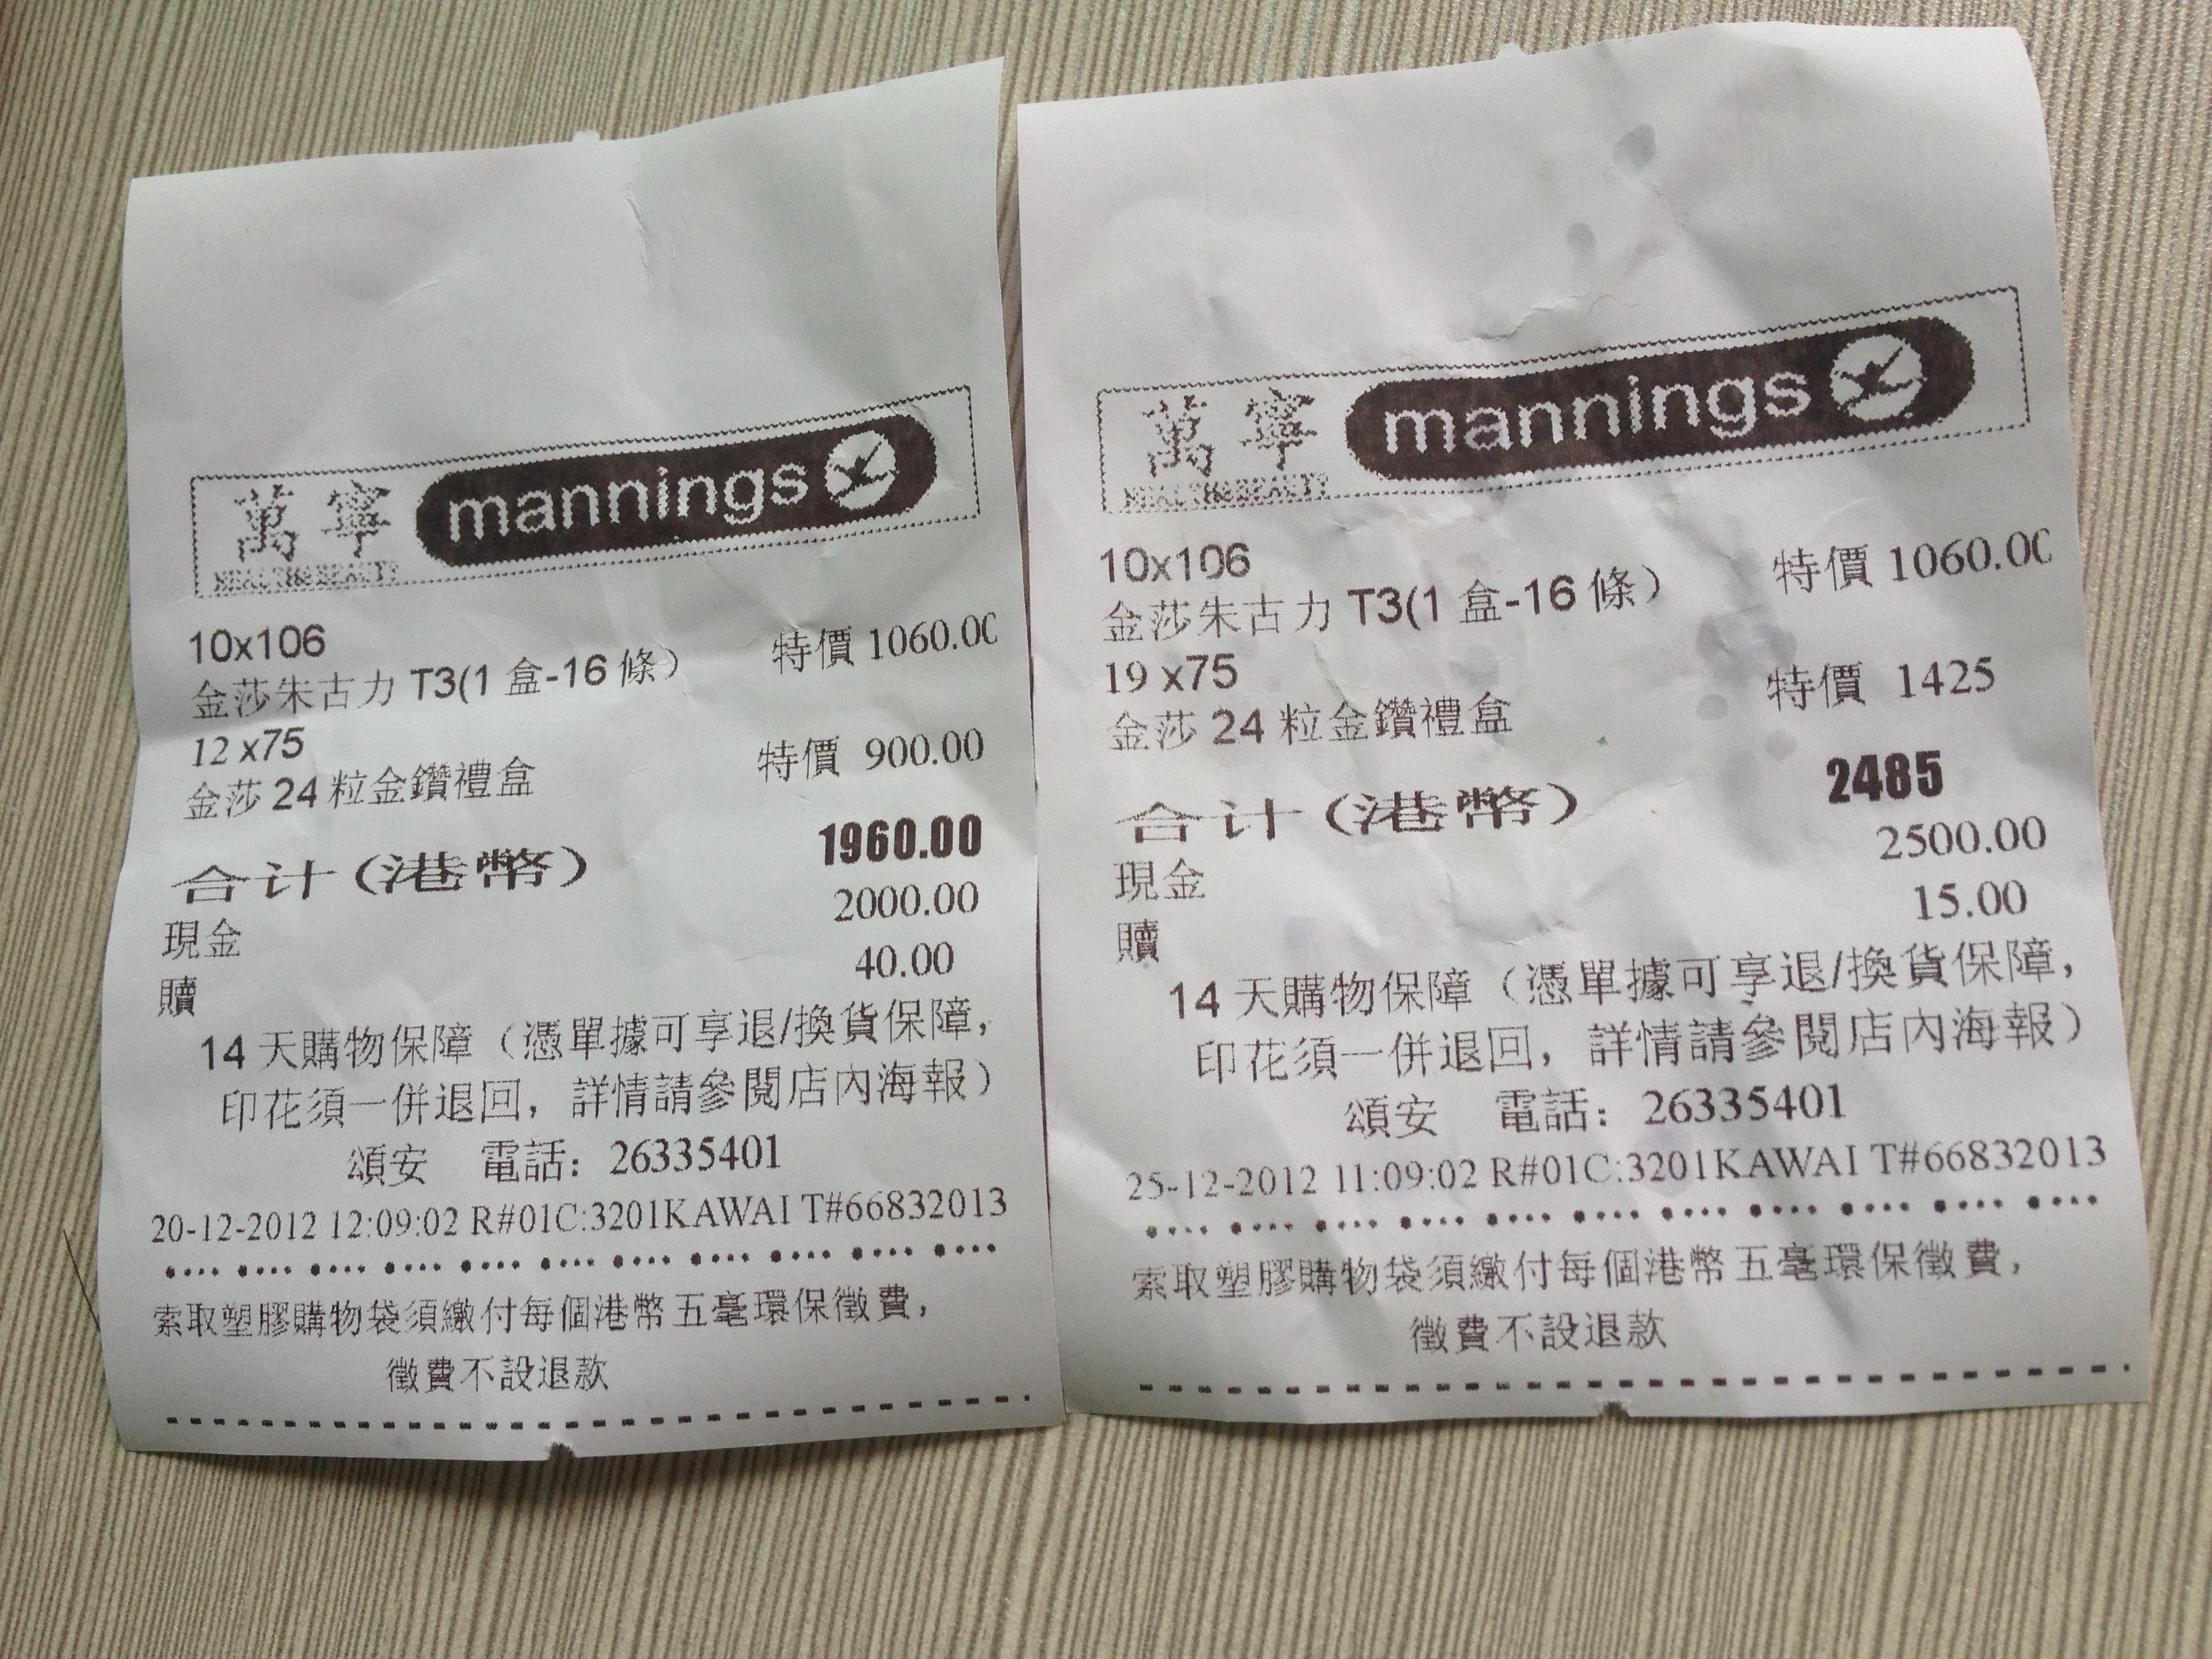 萬寧 mannings
HEALTH&BEAUTY
10x106
金莎朱古力 T3(1 盒-16 條） 特價 1060.00
12 x75
金莎 24 粒金鑽禮盒 特價 900.00
合计(港幣) 1960.00
現金 2000.00
贖 40.00
14 天購物保障（憑單據可享退/換貨保障，
印花須一併退回，詳情請參閱店內海報）
頌安 電話：26335401
20-12-2012 12:09:02 R#01C:3201KAWAI T#66832013
索取塑膠購物袋須繳付每個港幣五毫環保徵費，
徵費不設退款
萬寧 mannings
HEALTH&BEAUTY
10x106
金莎朱古力 T3(1 盒-16 條） 特價 1060.00
19 x75
金莎 24 粒金鑽禮盒 特價 1425
合计(港幣) 2485
現金 2500.00
贖 15.00
14 天購物保障（憑單據可享退/換貨保障，
印花須一併退回，詳情請參閱店內海報）
頌安 電話：26335401
25-12-2012 11:09:02 R#01C:3201KAWAI T#66832013
索取塑膠購物袋須繳付每個港幣五毫環保徵費，
徵費不設退款